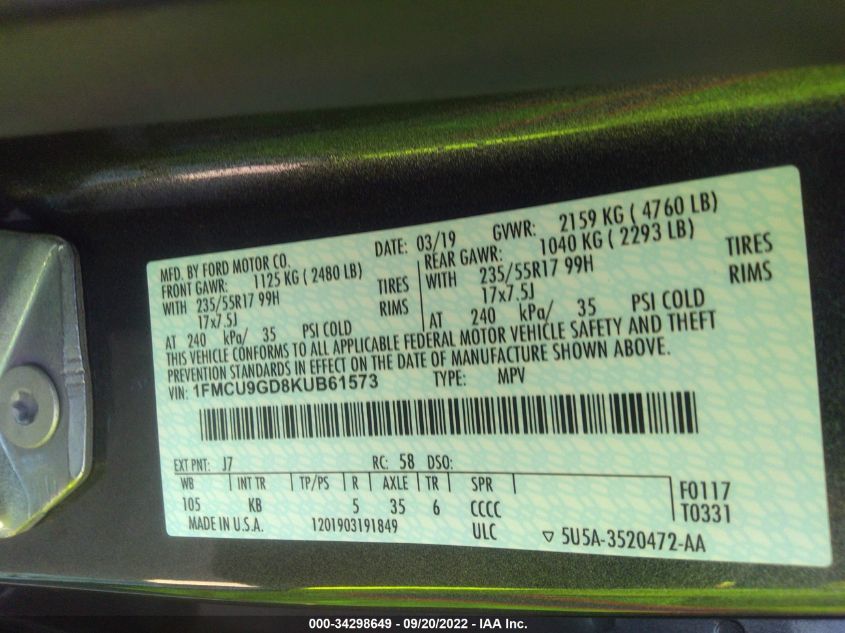 MFD. BY FORD MOTOR CO. DATE: 03/19 GVWR: 2159 KG ( 4760 LB)
FRONT GAWR: 1125 KG ( 2480 LB) REAR GAWR: 1040 KG ( 2293 LB)
WITH 235/55R17 99H TIRES WITH 235/55R17 99H TIRES
17x7.5J RIMS 17x7.5J RIMS
AT 240 kPa/ 35 PSI COLD AT 240 kPa/ 35 PSI COLD
THIS VEHICLE CONFORMS TO ALL APPLICABLE FEDERAL MOTOR VEHICLE SAFETY AND THEFT
PREVENTION STANDARDS IN EFFECT ON THE DATE OF MANUFACTURE SHOWN ABOVE.
VIN: 1FMCU9GD8KUB61573 TYPE: MPV
EXT PNT: J7 RC: 58 DSO:
WB INT TR TP/PS R AXLE TR SPR
105 KB 5 35 6 CCCC
F0117
T0331
MADE IN U.S.A. 1201903191849 ULC ▽ 5U5A-3520472-AA
000-34298649 / 09/20/2022 - IAA Inc.